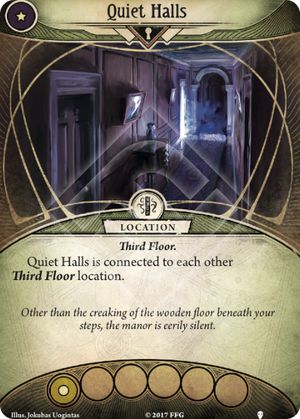 Quiet Halls
LOCATION
Third Floor.
Quiet Halls is connected to each other
Third Floor location.
Other than the creaking of the wooden floor beneath your
steps, the manor is eerily silent.
Illus. Jokubas Uogintas
© 2017 FFG